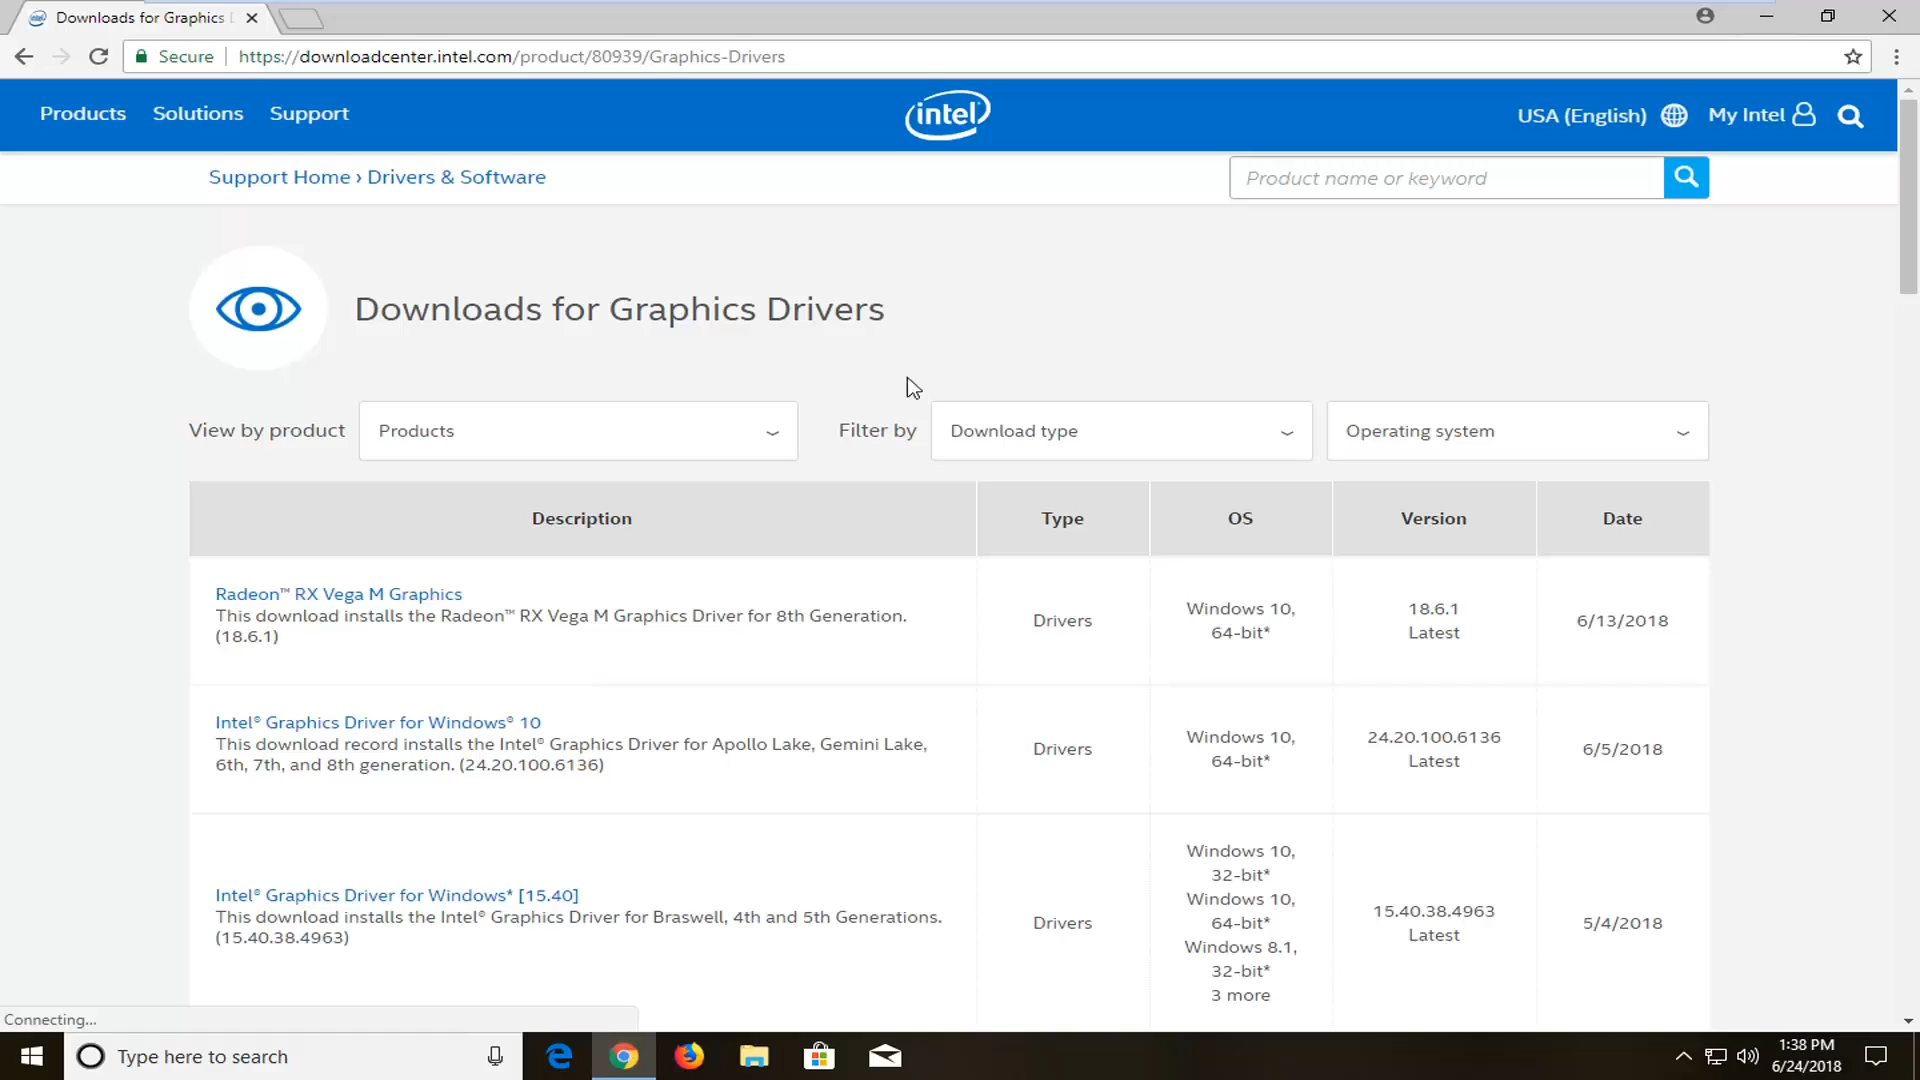 Downloads for Graphics D
Secure
https://downloadcenter.intel.com/product/80939/Graphics-Drivers
Products
Solutions
Support
intel
USA (English)
My Intel
Support Home › Drivers & Software
Product name or keyword
Downloads for Graphics Drivers
View by product
Products
Filter by
Download type
Operating system
Description
Type
OS
Version
Date
Radeon™ RX Vega M Graphics
This download installs the Radeon™ RX Vega M Graphics Driver for 8th Generation.
(18.6.1)
Drivers
Windows 10,
64-bit*
18.6.1
Latest
6/13/2018
Intel® Graphics Driver for Windows® 10
This download record installs the Intel® Graphics Driver for Apollo Lake, Gemini Lake,
6th, 7th, and 8th generation. (24.20.100.6136)
Drivers
Windows 10,
64-bit*
24.20.100.6136
Latest
6/5/2018
Intel® Graphics Driver for Windows* [15.40]
This download installs the Intel® Graphics Driver for Braswell, 4th and 5th Generations.
(15.40.38.4963)
Drivers
Windows 10,
32-bit*
Windows 10,
64-bit*
Windows 8.1,
32-bit*
3 more
15.40.38.4963
Latest
5/4/2018
Connecting...
Type here to search
1:38 PM
6/24/2018